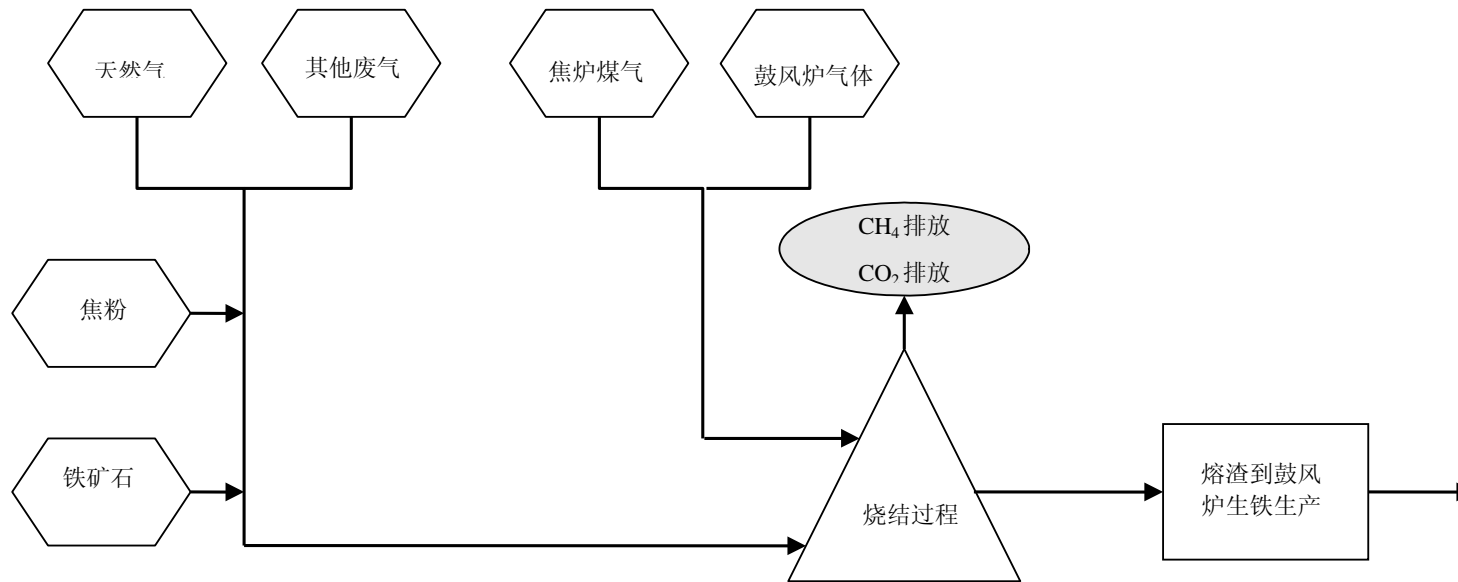 天然气
其他废气
焦炉煤气
鼓风炉气体
CH₄ 排放
CO₂ 排放
焦粉
铁矿石
烧结过程
熔渣到鼓风
炉生铁生产